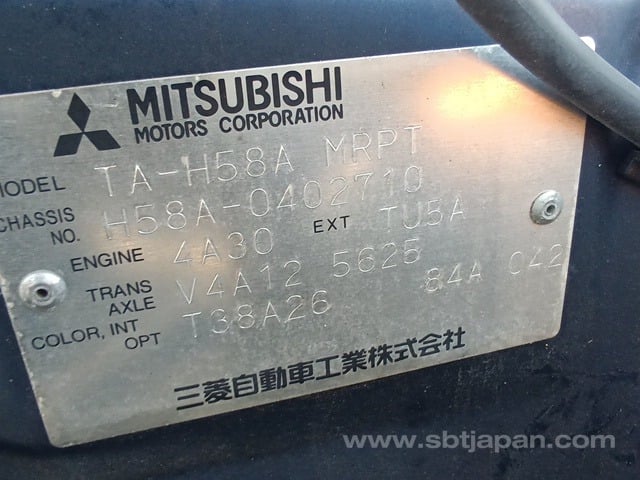 MITSUBISHI
MOTORS CORPORATION
MODEL TA-H58A MRPT
CHASSIS NO. H58A-0402710
ENGINE 4A30 EXT TU5A
TRANS AXLE V4A12 5625
COLOR, INT OPT T38A26 84A 042
三菱自動車工業株式会社
www.sbtjapan.com